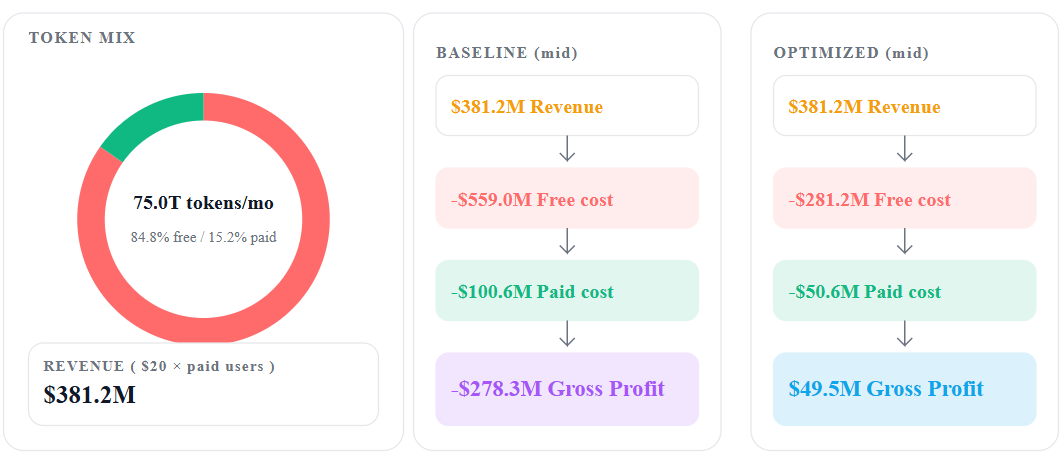 TOKEN MIX
75.0T tokens/mo
84.8% free / 15.2% paid
REVENUE ( $20 × paid users )
$381.2M
BASELINE (mid)
$381.2M Revenue
-$559.0M Free cost
-$100.6M Paid cost
-$278.3M Gross Profit
OPTIMIZED (mid)
$381.2M Revenue
-$281.2M Free cost
-$50.6M Paid cost
$49.5M Gross Profit